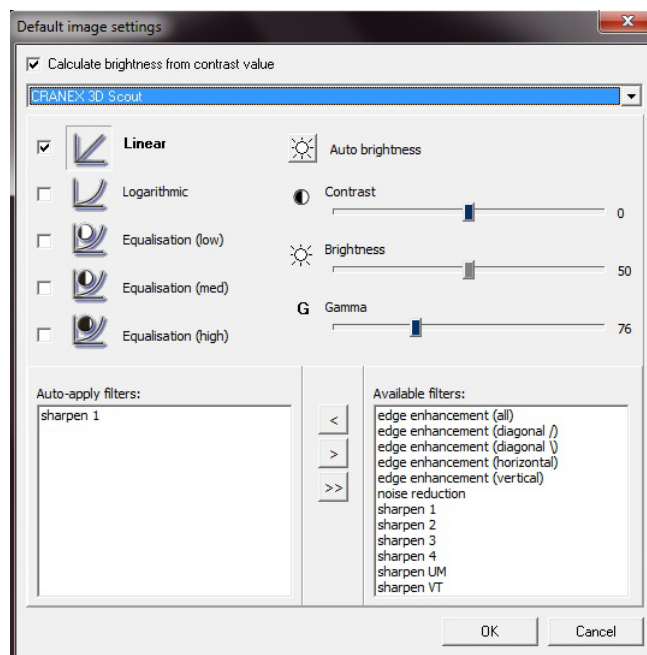 Default image settings
Calculate brightness from contrast value
CRANEX 3D Scout
Linear
Logarithmic
Equalisation (low)
Equalisation (med)
Equalisation (high)
Auto brightness
Contrast
0
Brightness
50
G Gamma
76
Auto-apply filters:
sharpen 1
<
>
>>
Available filters:
edge enhancement (all)
edge enhancement (diagonal /)
edge enhancement (diagonal \)
edge enhancement (horizontal)
edge enhancement (vertical)
noise reduction
sharpen 1
sharpen 2
sharpen 3
sharpen 4
sharpen UM
sharpen VT
OK
Cancel